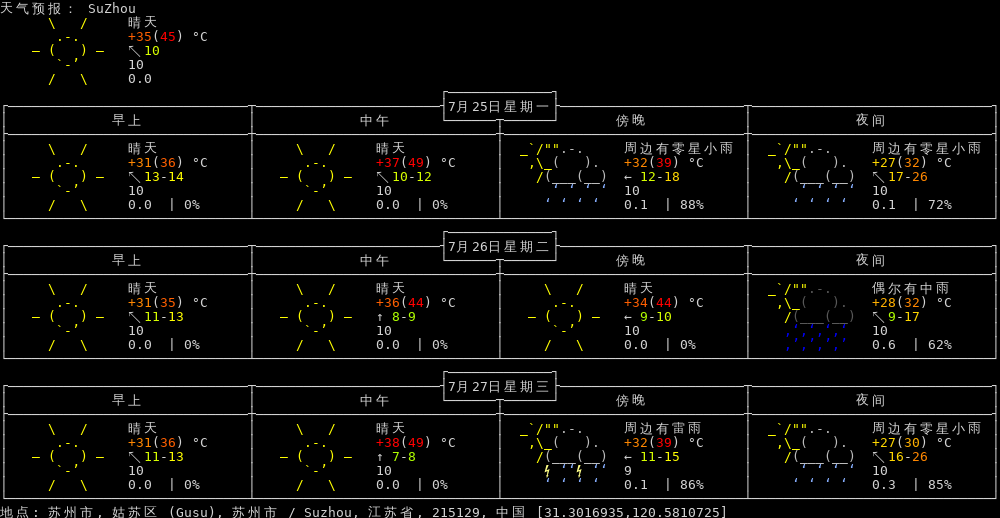 天气预报： SuZhou
晴天
+35(45) °C
↖ 10
10
0.0
7月25日星期一
早上 中午 傍晚 夜间
晴天 晴天 周边有零星小雨 周边有零星小雨
+31(36) °C +37(49) °C +32(39) °C +27(32) °C
↖ 13-14 ↖ 10-12 ← 12-18 ↖ 17-26
10 10 10 10
0.0 | 0% 0.0 | 0% 0.1 | 88% 0.1 | 72%
7月26日星期二
早上 中午 傍晚 夜间
晴天 晴天 晴天 偶尔有中雨
+31(35) °C +36(44) °C +34(44) °C +28(32) °C
↖ 11-13 ↑ 8-9 ← 9-10 ↖ 9-17
10 10 10 10
0.0 | 0% 0.0 | 0% 0.0 | 0% 0.6 | 62%
7月27日星期三
早上 中午 傍晚 夜间
晴天 晴天 周边有雷雨 周边有零星小雨
+31(36) °C +38(49) °C +32(39) °C +27(30) °C
↖ 11-13 ↑ 7-8 ← 11-15 ↖ 16-26
10 10 9 10
0.0 | 0% 0.0 | 0% 0.1 | 86% 0.3 | 85%
地点: 苏州市, 姑苏区 (Gusu), 苏州市 / Suzhou, 江苏省, 215129, 中国 [31.3016935,120.5810725]